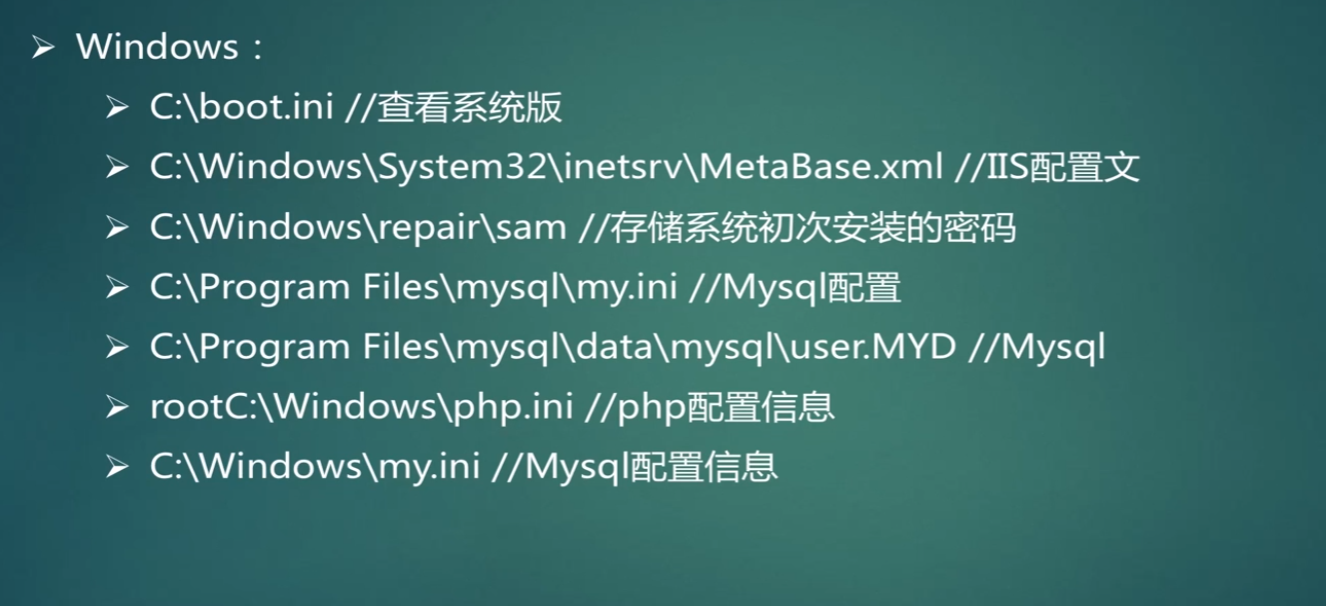 Windows：
C:\boot.ini //查看系统版
C:\Windows\System32\inetsrv\MetaBase.xml //IIS配置文
C:\Windows\repair\sam //存储系统初次安装的密码
C:\Program Files\mysql\my.ini //Mysql配置
C:\Program Files\mysql\data\mysql\user.MYD //Mysql
rootC:\Windows\php.ini //php配置信息
C:\Windows\my.ini //Mysql配置信息